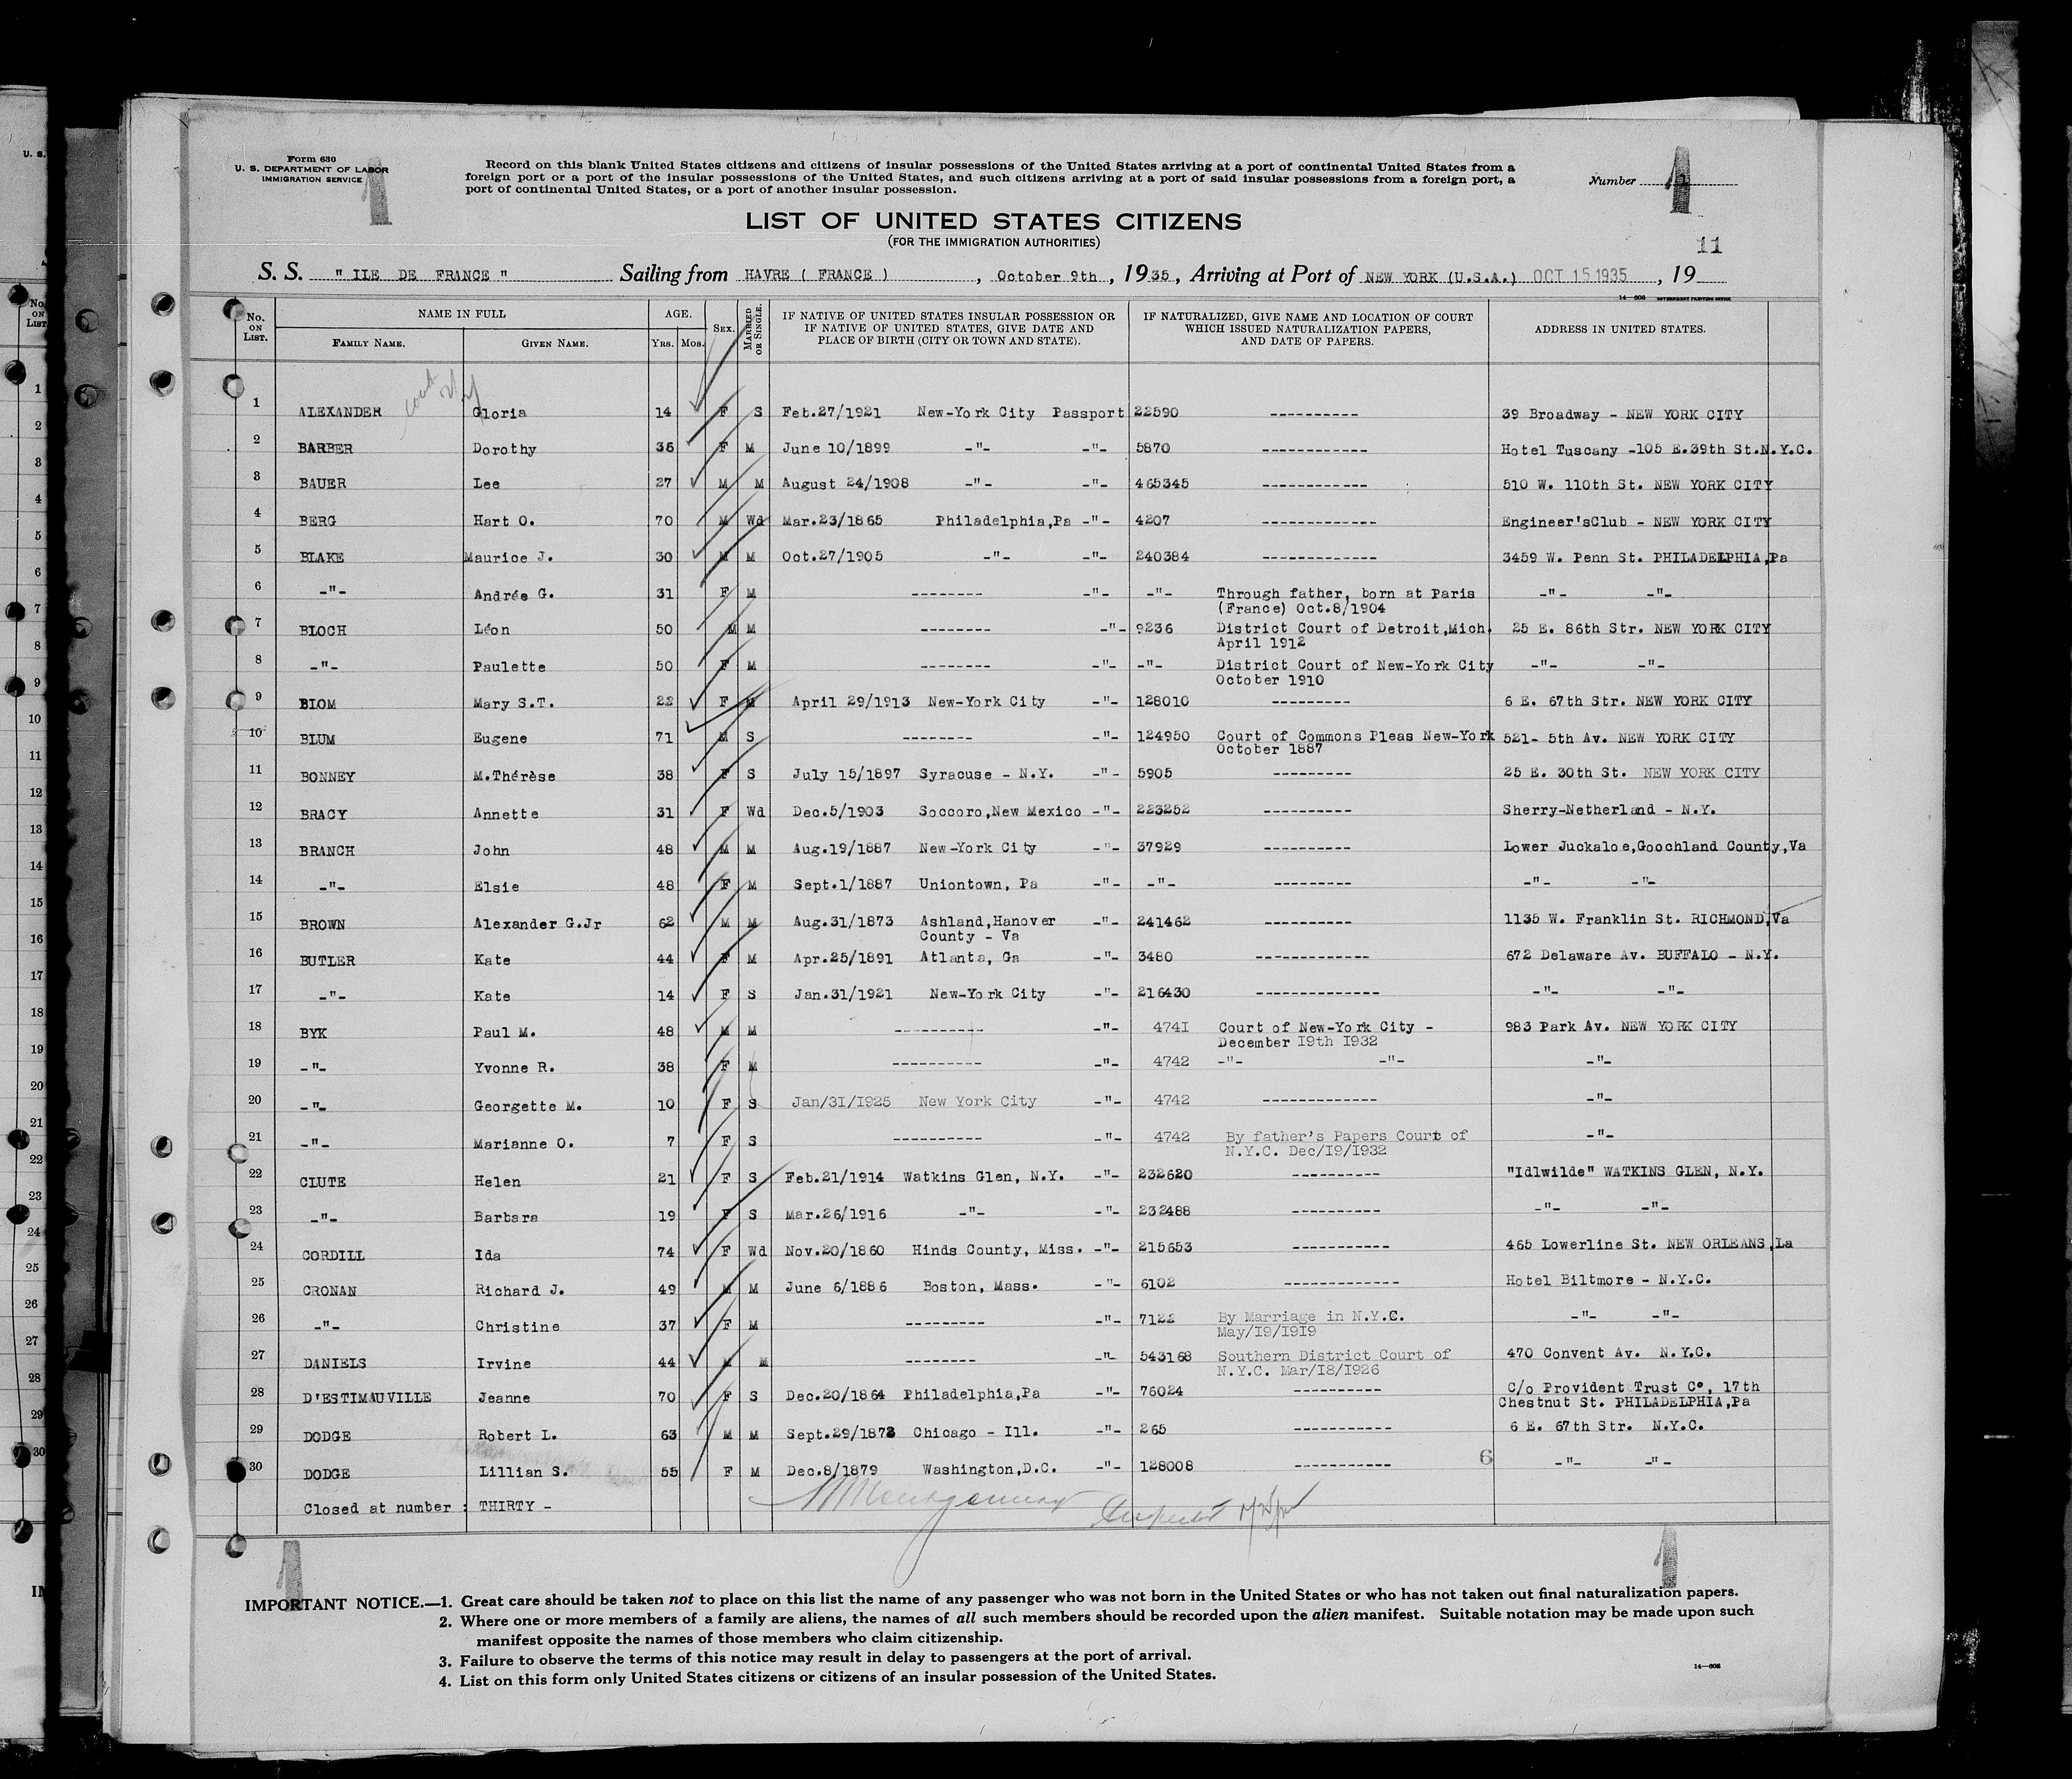 Form 630
U. S. DEPARTMENT OF LABOR
IMMIGRATION SERVICE
Record on this blank United States citizens and citizens of insular possessions of the United States arriving at a port of continental United States from a
foreign port or a port of the insular possessions of the United States, and such citizens arriving at a port of said insular possessions from a foreign port, a
port of continental United States, or a port of another insular possession.
Number 1
1
LIST OF UNITED STATES CITIZENS
(FOR THE IMMIGRATION AUTHORITIES)
11
S. S. " ILE DE FRANCE " Sailing from HAVRE ( FRANCE ) , October 9th , 1935 , Arriving at Port of NEW YORK (U.S.A.) OCT 15 1935 , 19
14—608 GOVERNMENT PRINTING OFFICE
No. ON LIST. NAME IN FULL FAMILY NAME. GIVEN NAME. AGE. YRS. MOS. SEX. MARRIED OR SINGLE. IF NATIVE OF UNITED STATES INSULAR POSSESSION OR IF NATIVE OF UNITED STATES, GIVE DATE AND PLACE OF BIRTH (CITY OR TOWN AND STATE). IF NATURALIZED, GIVE NAME AND LOCATION OF COURT WHICH ISSUED NATURALIZATION PAPERS, AND DATE OF PAPERS. ADDRESS IN UNITED STATES.
1 ALEXANDER Gloria 14 F S Feb.27/1921 New-York City Passport 22590 ---------- 39 Broadway - NEW YORK CITY
2 BARBER Dorothy 36 F M June 10/1899 -"- -"- 5870 ------------ Hotel Tuscany -105 E.39th St.N.Y.C.
3 BAUER Lee 27 M M August 24/1908 -"- -"- 465345 ------------ 510 W. 110th St. NEW YORK CITY
4 BERG Hart O. 70 M Wd Mar.23/1865 Philadelphia,Pa -"- 4207 ------------- Engineer'sClub - NEW YORK CITY
5 BLAKE Maurice J. 30 M M Oct.27/1905 -"- -"- 240384 ------------- 3459 W. Penn St. PHILADELPHIA,Pa
6 -"- Andrée G. 31 F M -------- -"- -"- Through father, born at Paris -"- -"-
(France) Oct.8/1904
7 BLOCH Léon 50 M M -------- -"- 9236 District Court of Detroit,Mich. 25 E. 86th Str. NEW YORK CITY
April 1912
8 -"- Paulette 50 F M -------- -"- -"- District Court of New-York City -"- -"-
October 1910
9 BLOM Mary S.T. 22 F M April 29/1913 New-York City -"- 128010 --------- 6 E. 67th Str. NEW YORK CITY
10 BLUM Eugene 71 M S -------- -"- 124950 Court of Commons Pleas New-York 521- 5th Av. NEW YORK CITY
October 1887
11 BONNEY M.Thérèse 38 F S July 15/1897 Syracuse - N.Y. -"- 5905 --------- 25 E. 30th St. NEW YORK CITY
12 BRACY Annette 31 F Wd Dec.5/1903 Soccoro,New Mexico -"- 223252 ---------- Sherry-Netherland - N.Y.
13 BRANCH John 48 M M Aug.19/1887 New-York City -"- 37929 ---------- Lower Juckaloe,Goochland County,Va
14 -"- Elsie 48 F M Sept.1/1887 Uniontown, Pa -"- -"- --------- -"- -"-
15 BROWN Alexander G.Jr 62 M M Aug.31/1873 Ashland,Hanover -"- 241462 --------- 1135 W. Franklin St. RICHMOND,Va
County - Va
16 BUTLER Kate 44 F M Apr.25/1891 Atlanta, Ga -"- 3480 ------------- 672 Delaware Av. BUFFALO - N.Y.
17 -"- Kate 14 F S Jan.31/1921 New-York City -"- 216430 -------------- -"- -"-
18 BYK Paul M. 48 M M ---------- -"- 4741 Court of New-York City - 983 Park Av. NEW YORK CITY
December 19th 1932
19 -"- Yvonne R. 38 F M ---------- -"- 4742 -"- -"- -"-
20 -"- Georgette M. 10 F S Jan/31/1925 New York City -"- 4742 ------------- -"-
21 -"- Marianne O. 7 F S ---------- -"- 4742 By father's Papers Court of -"-
N.Y.C. Dec/19/1932
22 CLUTE Helen 21 F S Feb.21/1914 Watkins Glen, N.Y. -"- 232620 ---------- "Idlwilde" WATKINS GLEN, N.Y.
23 -"- Barbara 19 F S Mar.26/1916 -"- -"- 232488 ---------- -"- -"-
24 CORDILL Ida 74 F Wd Nov.20/1860 Hinds County, Miss. -"- 215653 ----------- 465 Lowerline St. NEW ORLEANS,La
25 CRONAN Richard J. 49 M M June 6/1886 Boston, Mass. -"- 6102 ------------- Hotel Biltmore - N.Y.C.
26 -"- Christine 37 F M --------- -"- 7122 By Marriage in N.Y.C. -"- -"-
May/19/1919
27 DANIELS Irvine 44 M M -------- -"- 543168 Southern District Court of 470 Convent Av. N.Y.C.
N.Y.C. Mar/18/1926
28 D'ESTIMAUVILLE Jeanne 70 F S Dec.20/1864 Philadelphia,Pa -"- 76024 ---------- C/o Provident Trust C°, 17th
Chestnut St. PHILADELPHIA,Pa
29 DODGE Robert L. 63 M M Sept.29/1872 Chicago - Ill. -"- 265 ----------- 6 E. 67th Str. N.Y.C.
30 DODGE Lillian S. 55 F M Dec.8/1879 Washington,D.C. -"- 128008 ----------- 6 -"- -"-
Closed at number : THIRTY -
1 1
IMPORTANT NOTICE.—1. Great care should be taken not to place on this list the name of any passenger who was not born in the United States or who has not taken out final naturalization papers.
2. Where one or more members of a family are aliens, the names of all such members should be recorded upon the alien manifest. Suitable notation may be made upon such
manifest opposite the names of those members who claim citizenship.
3. Failure to observe the terms of this notice may result in delay to passengers at the port of arrival.
4. List on this form only United States citizens or citizens of an insular possession of the United States.
14—608